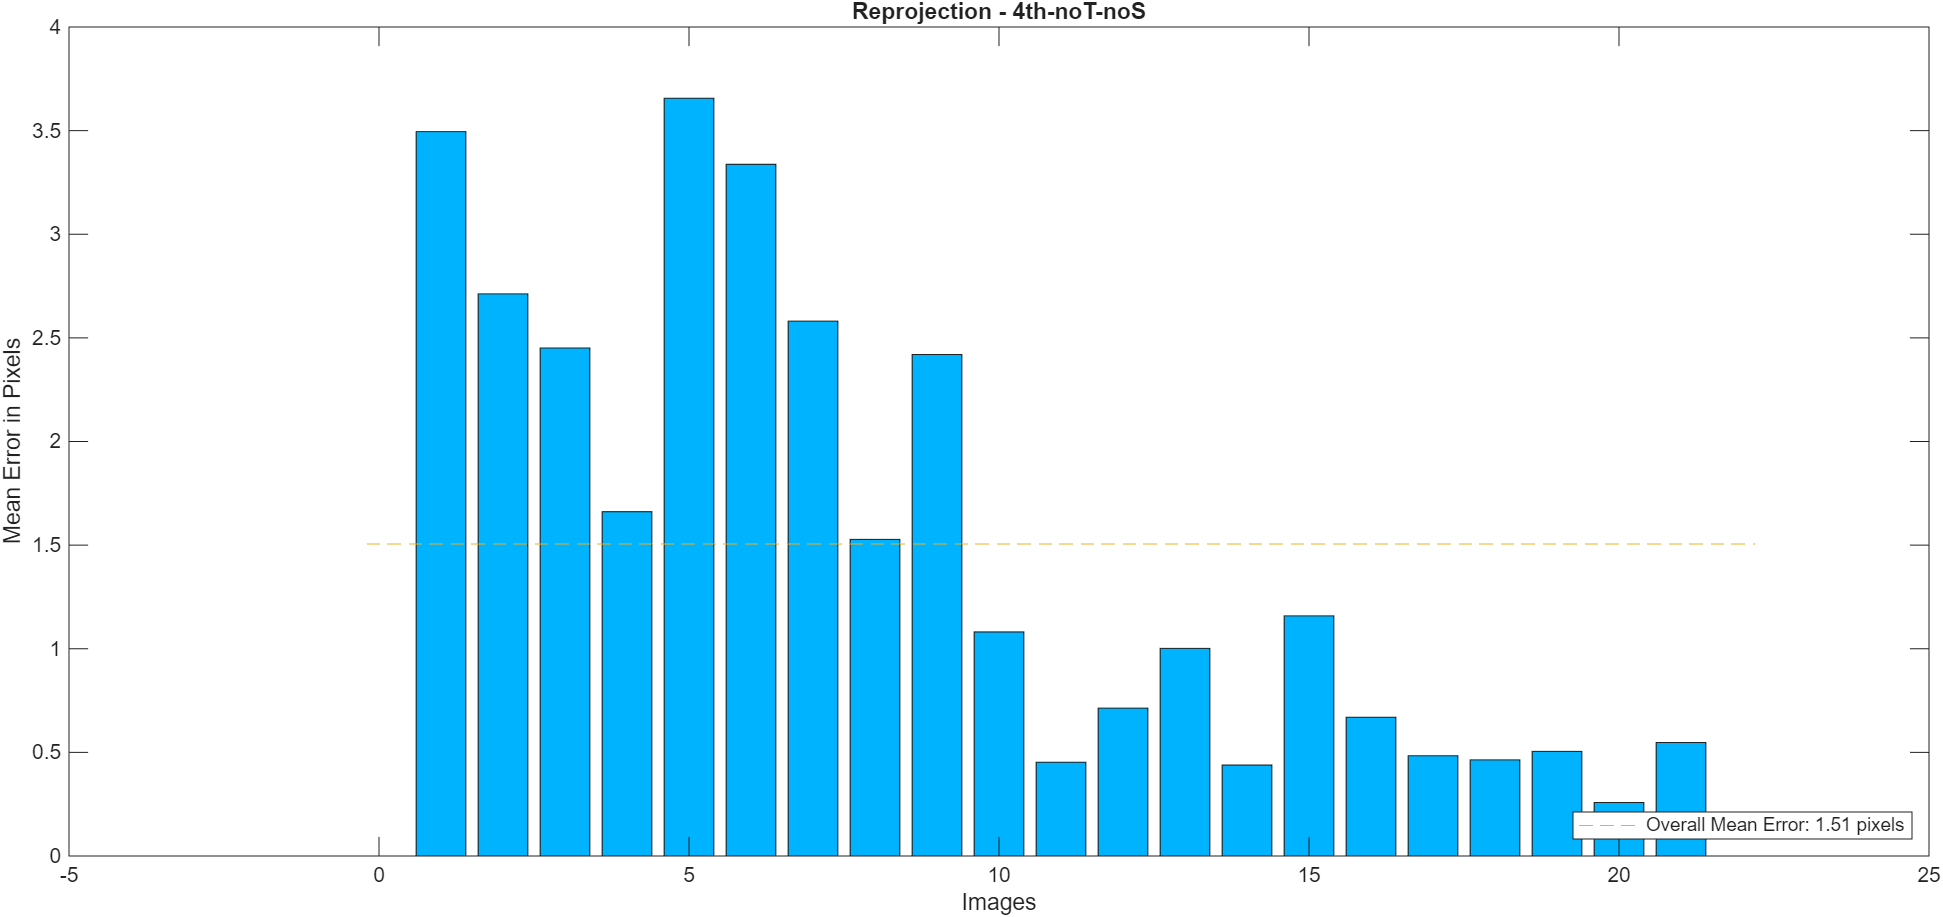 Reprojection - 4th-noT-noS
Mean Error in Pixels
4
3.5
3
2.5
2
1.5
1
0.5
0
-5 0 5 10 15 20 25
Images
Overall Mean Error: 1.51 pixels